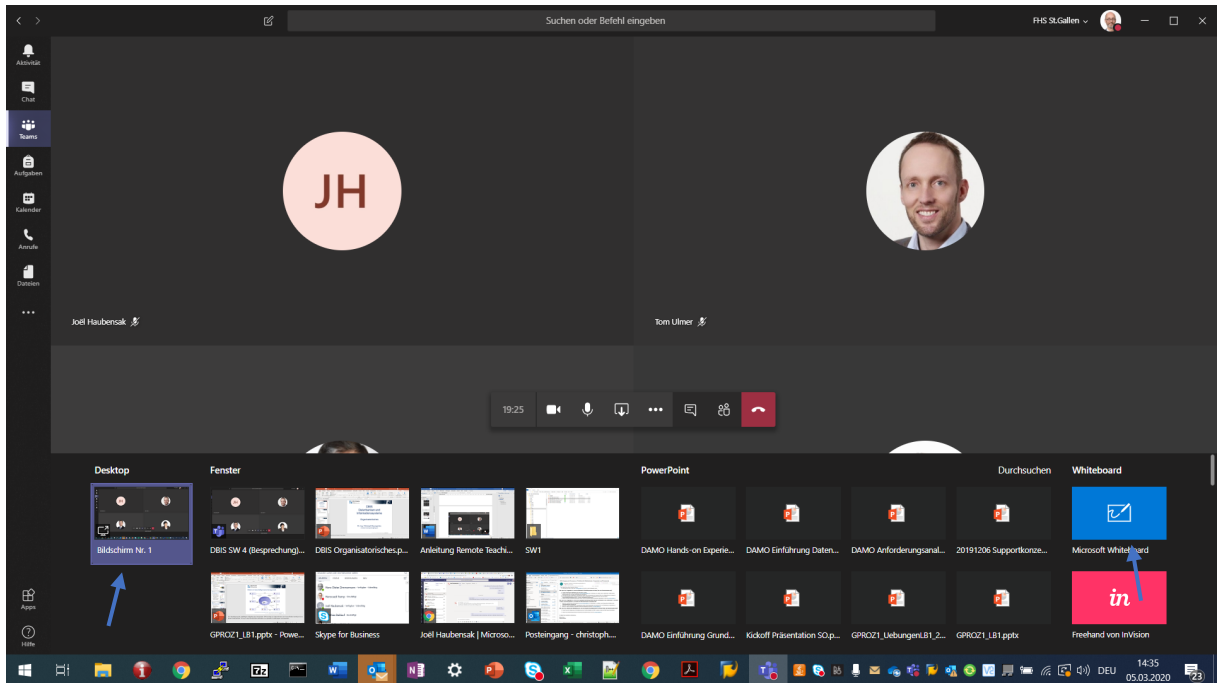 Suchen oder Befehl eingeben
FHS St.Gallen
Aktivität
Chat
Teams
Aufgaben
Kalender
Anrufe
Dateien
JH
Joël Haubensak
Tom Ulmer
19:25
Desktop
Fenster
PowerPoint
Durchsuchen
Whiteboard
Bildschirm Nr. 1
DBIS SW 4 (Besprechung)...
DBIS Organisatorisches.p...
Anleitung Remote Teachi...
SW1
DAMO Hands-on Experie...
DAMO Einführung Daten...
DAMO Anforderungsanal...
20191206 Supportkonze...
Microsoft Whiteboard
in
GPROZ1_LB1.pptx - Powe...
Skype for Business
Joël Haubensak | Microso...
Posteingang - christoph....
DAMO Einführung Grund...
Kickoff Präsentation SO.p...
GPROZ1_UebungenLB1_2...
GPROZ1_LB1.pptx
Freehand von InVision
Apps
Hilfe
DEU
14:35
05.03.2020
23